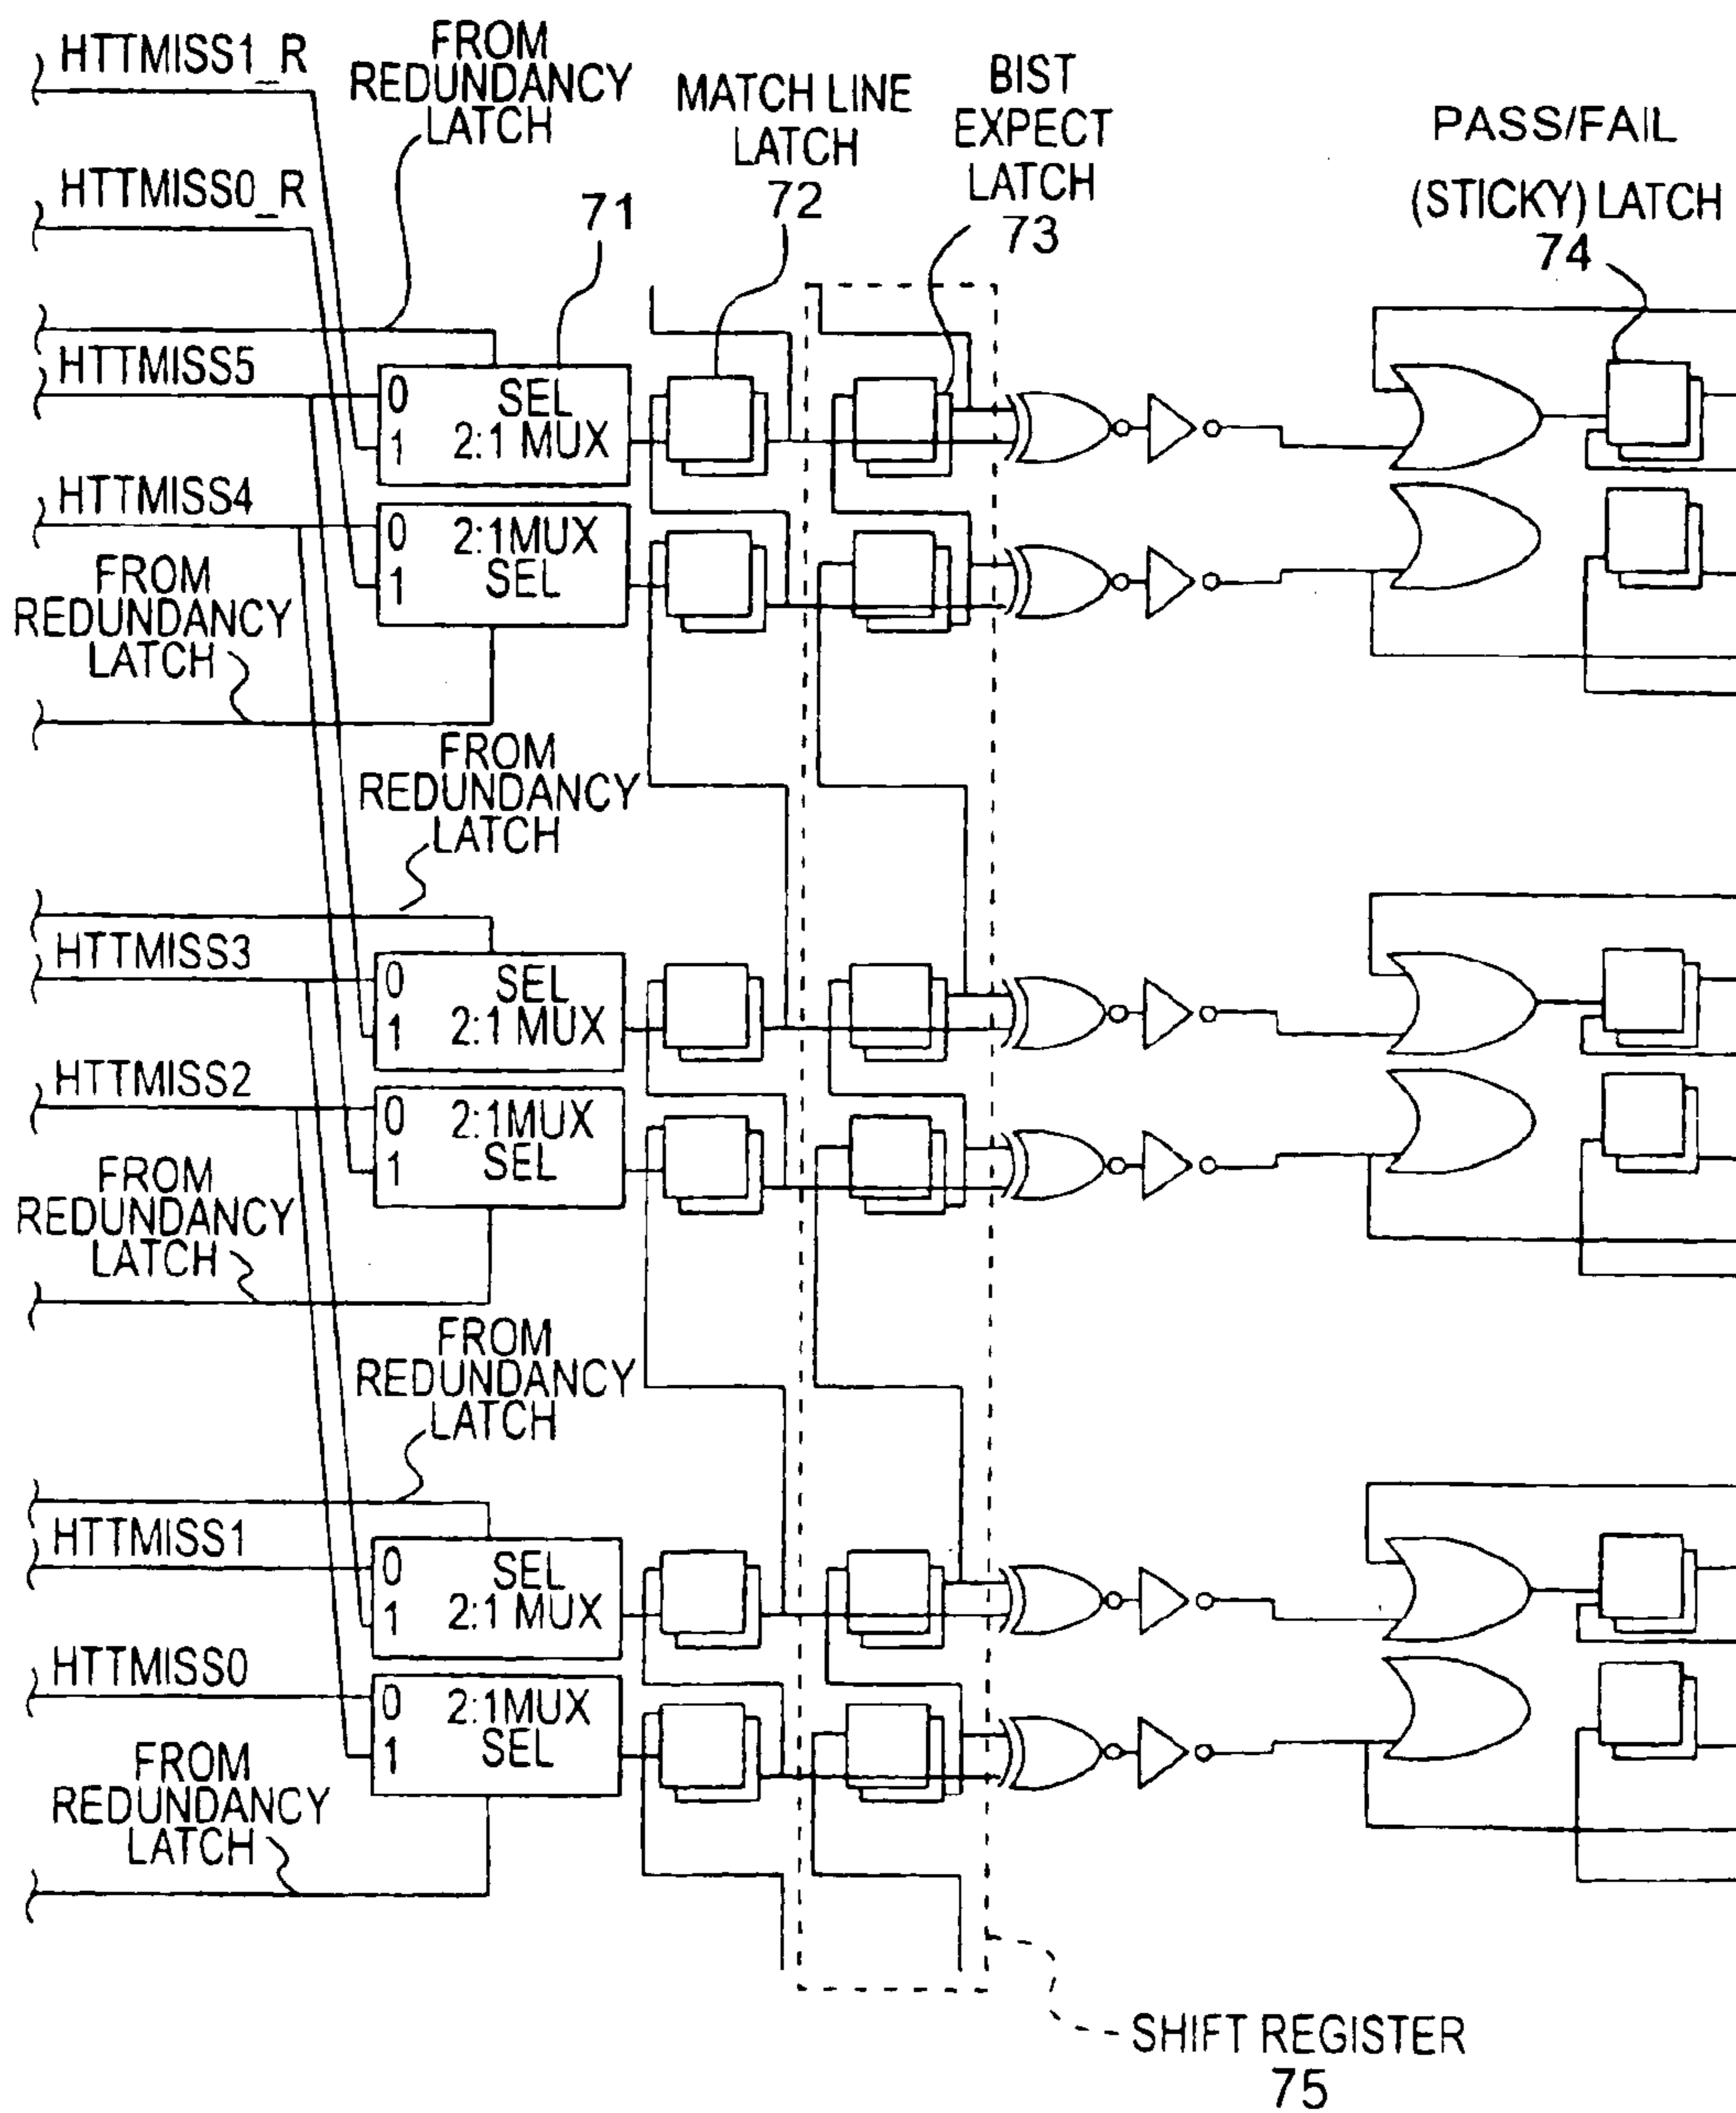 HTTMISS1_R
FROM
REDUNDANCY
LATCH
MATCH LINE
LATCH
72
BIST
EXPECT
LATCH
73
PASS/FAIL
(STICKY) LATCH
74
HTTMISS0_R
71
HTTMISS5
0
1
SEL
2:1 MUX
HTTMISS4
0
1
2:1MUX
SEL
FROM
REDUNDANCY
LATCH
FROM
REDUNDANCY
LATCH
HTTMISS3
0
1
SEL
2:1 MUX
HTTMISS2
0
1
2:1MUX
SEL
FROM
REDUNDANCY
LATCH
FROM
REDUNDANCY
LATCH
HTTMISS1
0
1
SEL
2:1 MUX
HTTMISS0
0
1
2:1MUX
SEL
FROM
REDUNDANCY
LATCH
SHIFT REGISTER
75